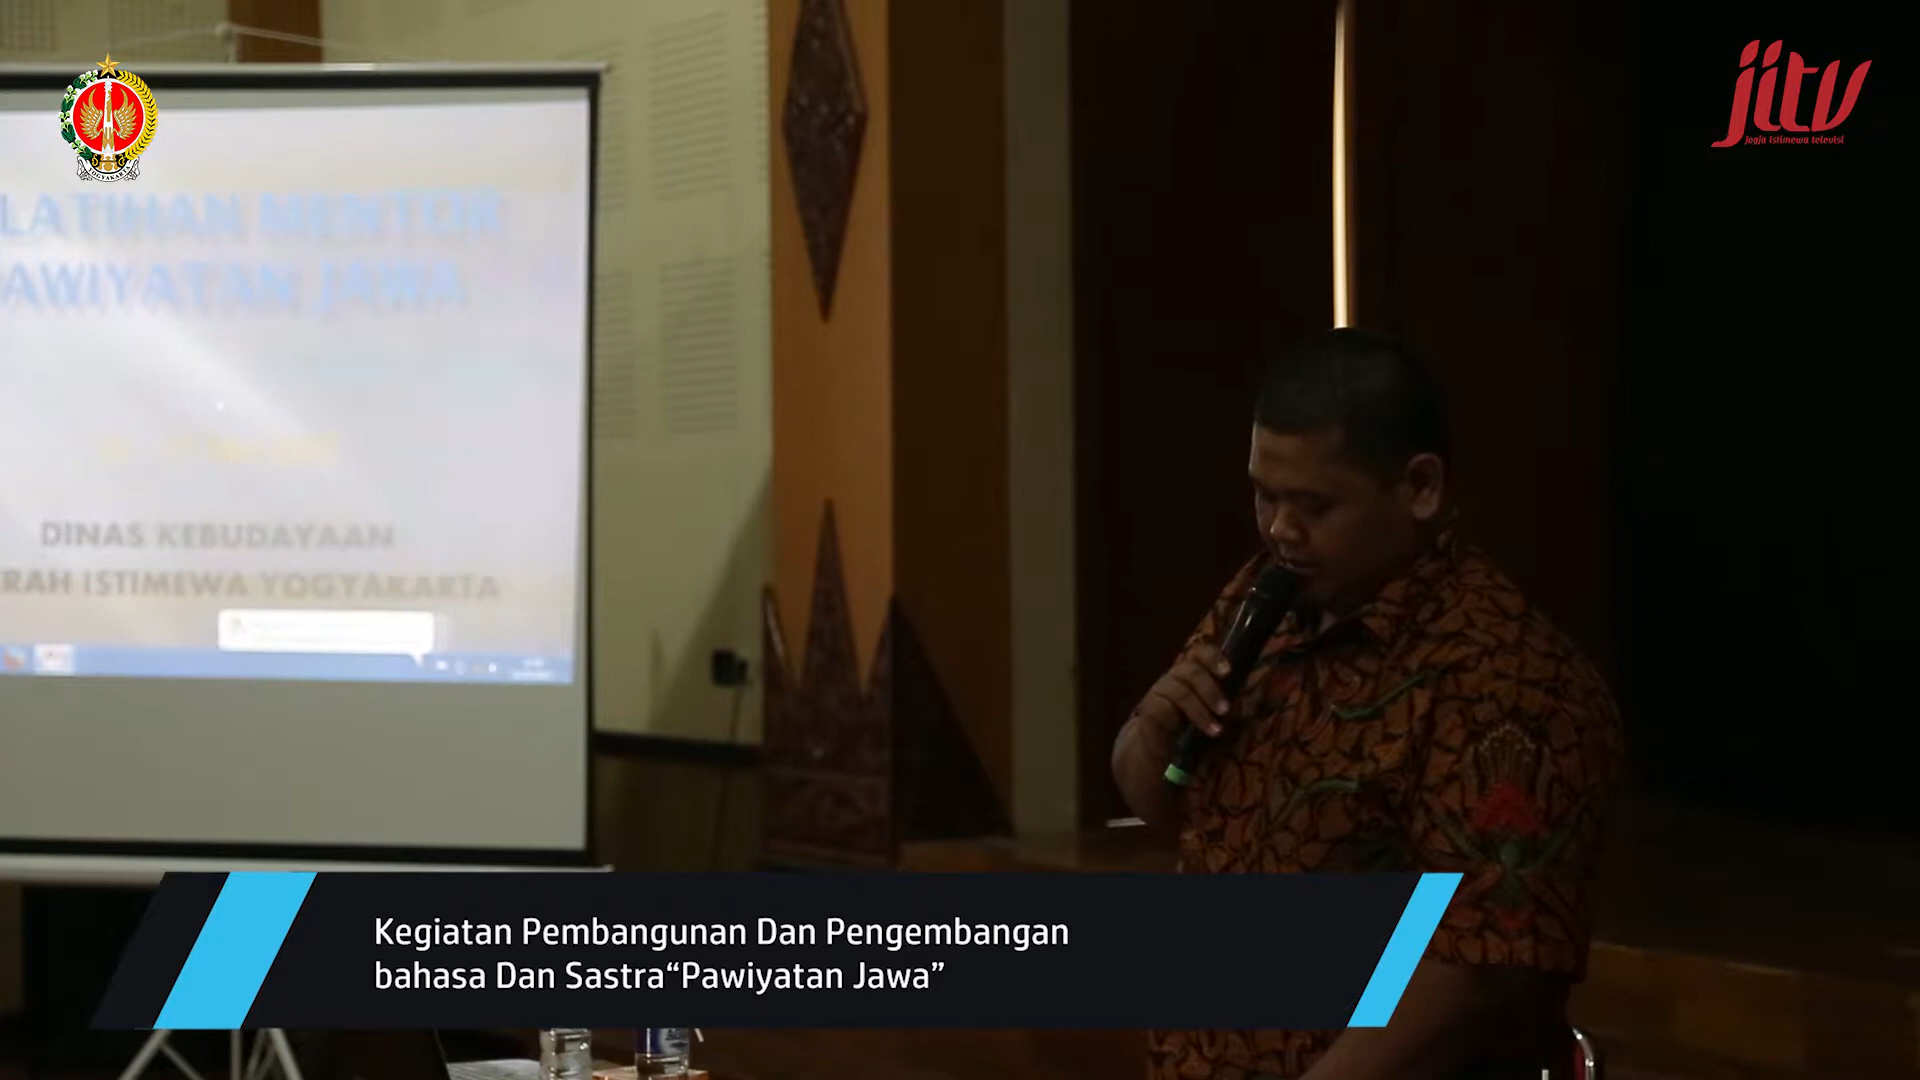 YOGYAKARTA
jitv
jogja istimewa televisi
LATIHAN MENTOR
AWIYATAN JAWA
DINAS KEBUDAYAAN
RAH ISTIMEWA YOGYAKARTA
Kegiatan Pembangunan Dan Pengembangan
bahasa Dan Sastra“Pawiyatan Jawa”